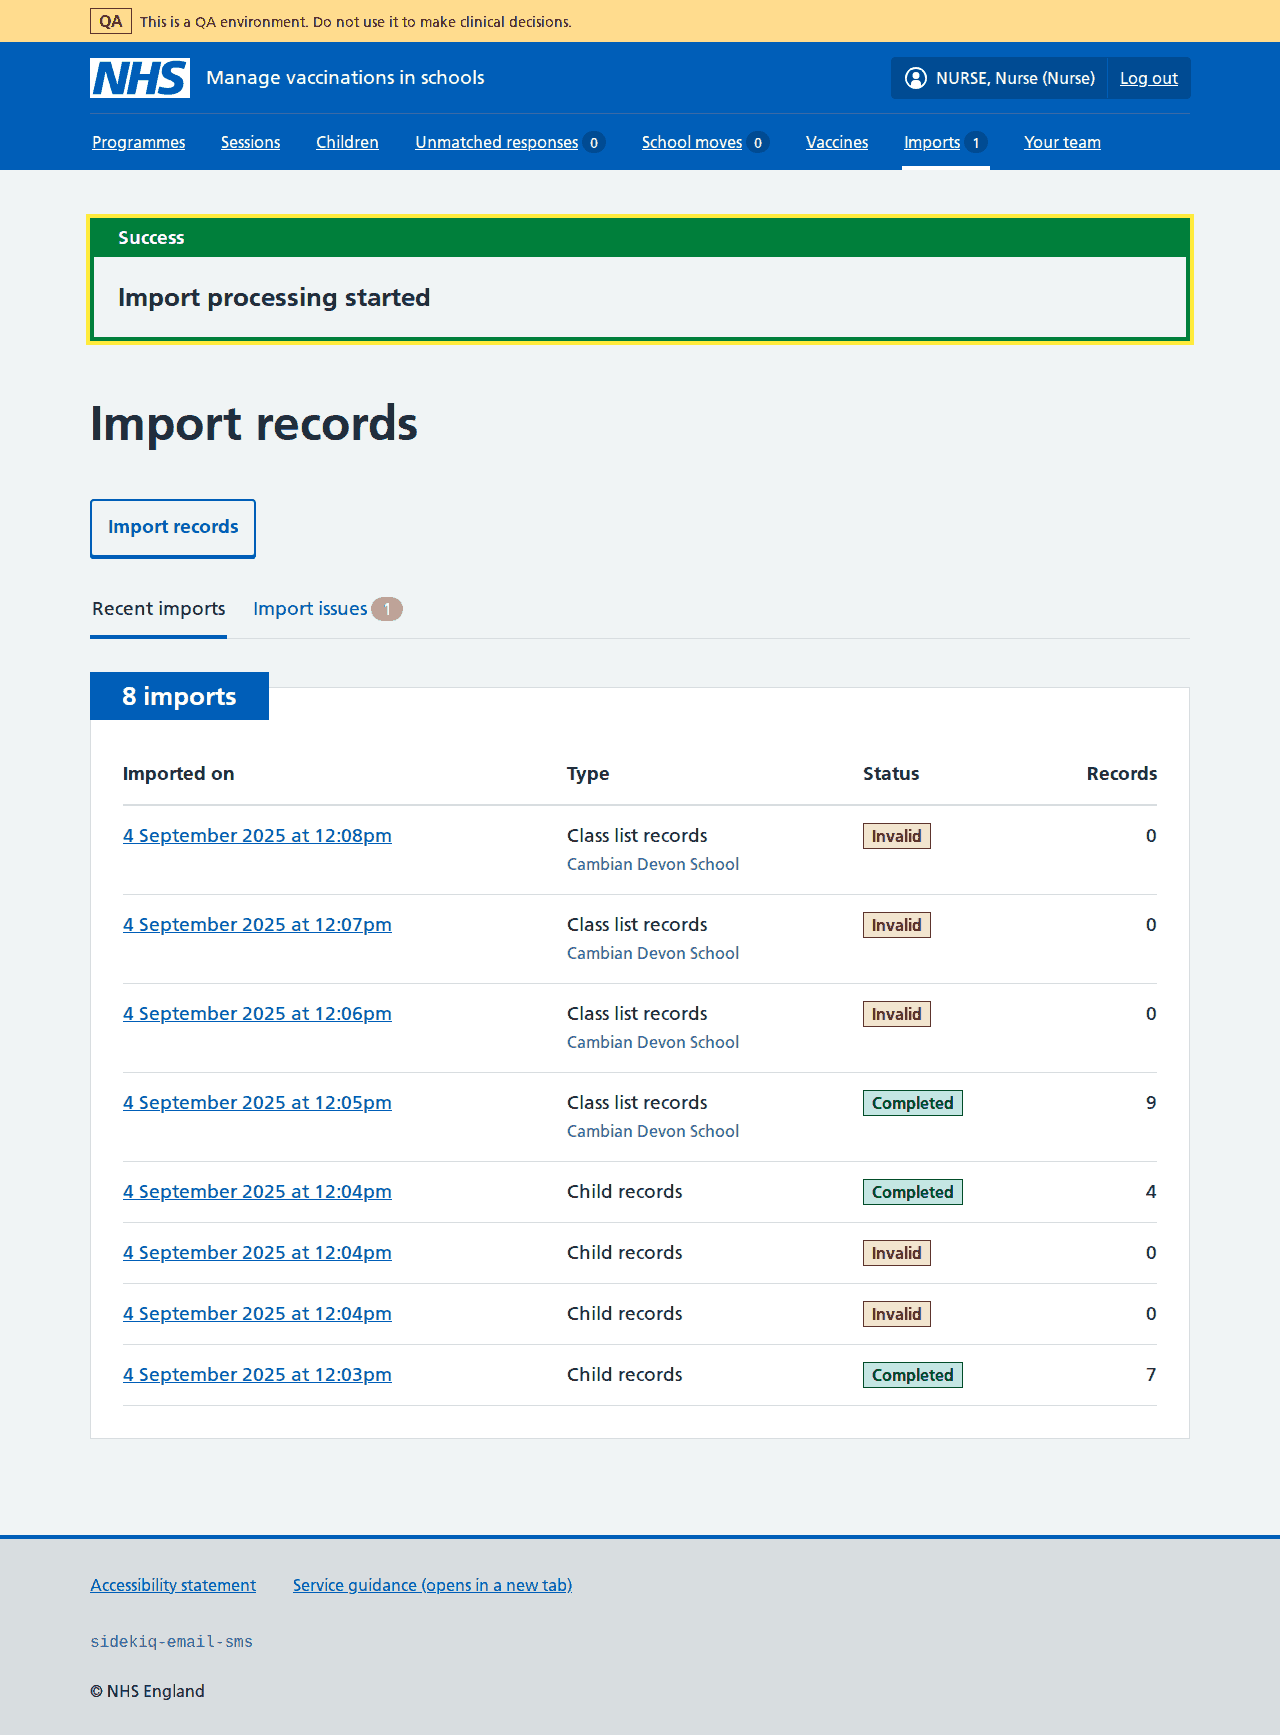 QA This is a QA environment. Do not use it to make clinical decisions.
NHS Manage vaccinations in schools NURSE, Nurse (Nurse) Log out
Programmes Sessions Children Unmatched responses 0 School moves 0 Vaccines Imports 1 Your team
Success
Import processing started
Import records
Import records
Recent imports Import issues 1
8 imports
Imported on Type Status Records
4 September 2025 at 12:08pm Class list records Invalid 0
Cambian Devon School
4 September 2025 at 12:07pm Class list records Invalid 0
Cambian Devon School
4 September 2025 at 12:06pm Class list records Invalid 0
Cambian Devon School
4 September 2025 at 12:05pm Class list records Completed 9
Cambian Devon School
4 September 2025 at 12:04pm Child records Completed 4
4 September 2025 at 12:04pm Child records Invalid 0
4 September 2025 at 12:04pm Child records Invalid 0
4 September 2025 at 12:03pm Child records Completed 7
Accessibility statement Service guidance (opens in a new tab)
sidekiq-email-sms
© NHS England